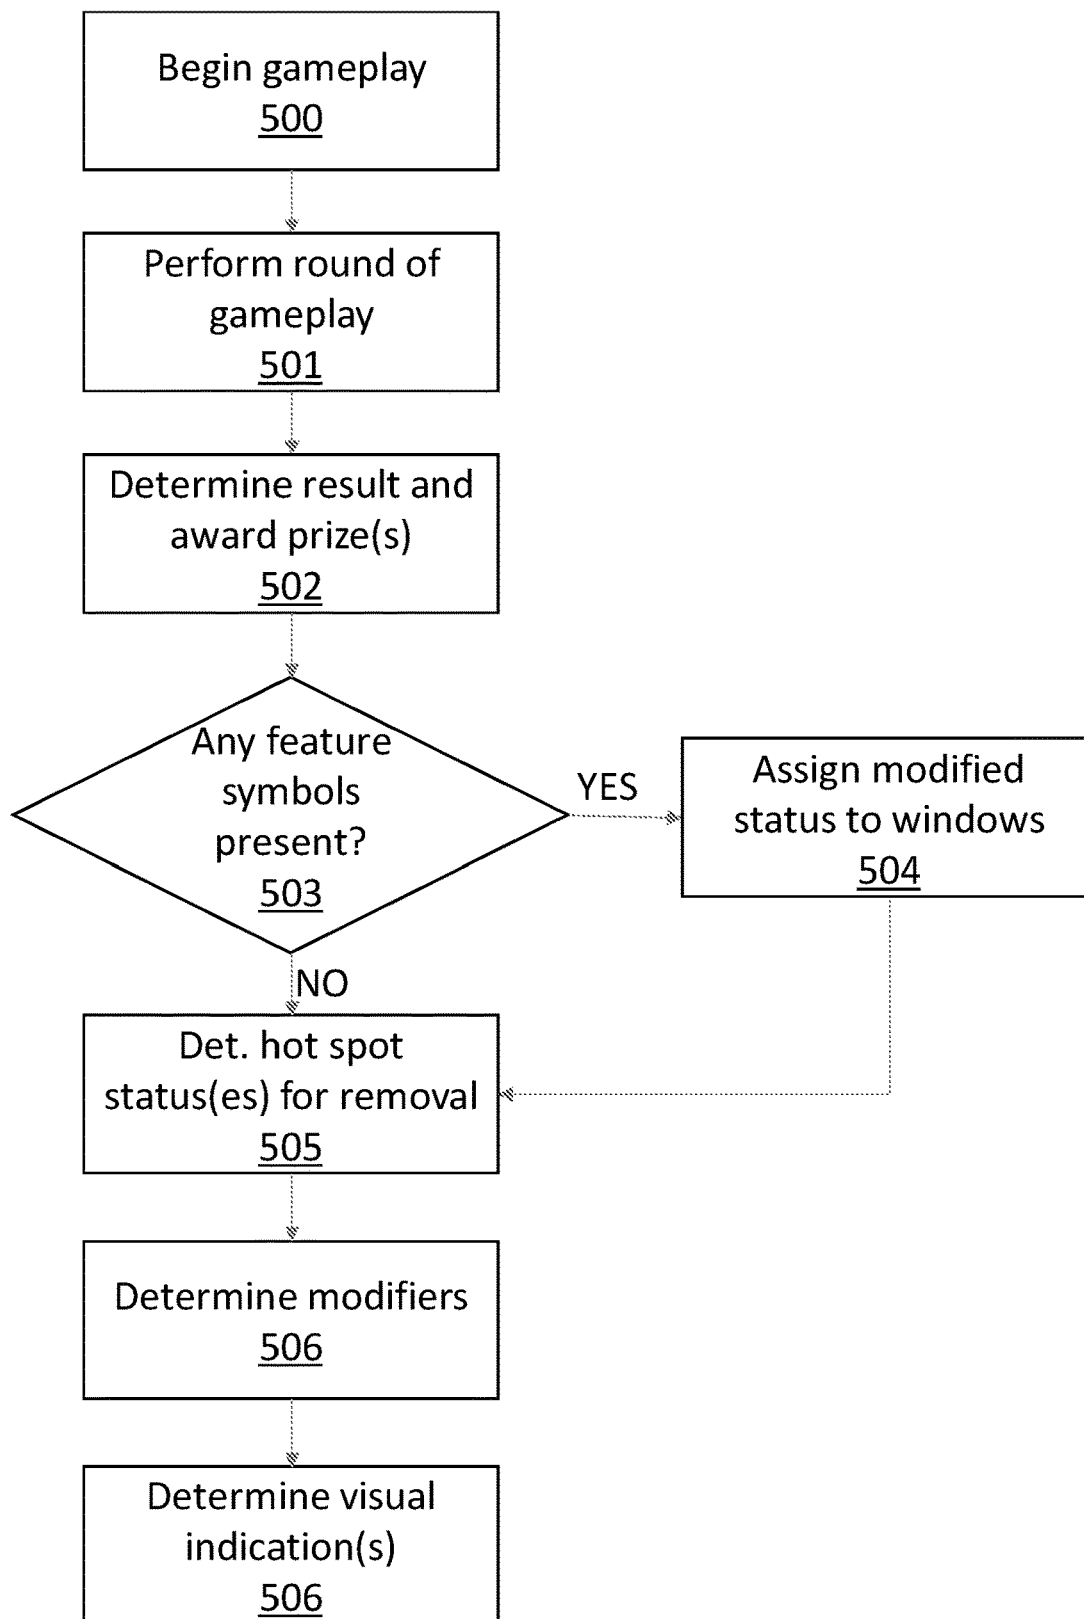 Begin gameplay
500
Perform round of
gameplay
501
Determine result and
award prize(s)
502
Any feature
symbols
present?
503
YES
Assign modified
status to windows
504
NO
Det. hot spot
status(es) for removal
505
Determine modifiers
506
Determine visual
indication(s)
506